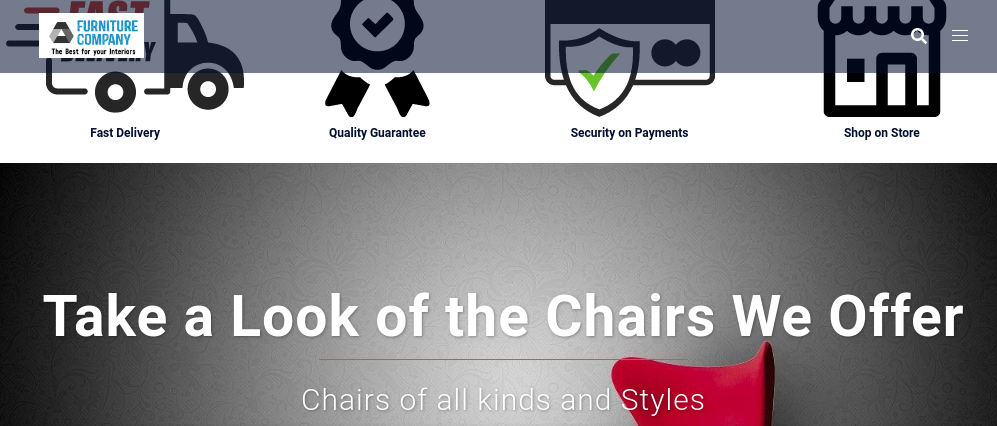 FAST
DELIVERY
FURNITURE
COMPANY
The Best for your Interiors
Fast Delivery
Quality Guarantee
Security on Payments
Shop on Store
Take a Look of the Chairs We Offer
Chairs of all kinds and Styles